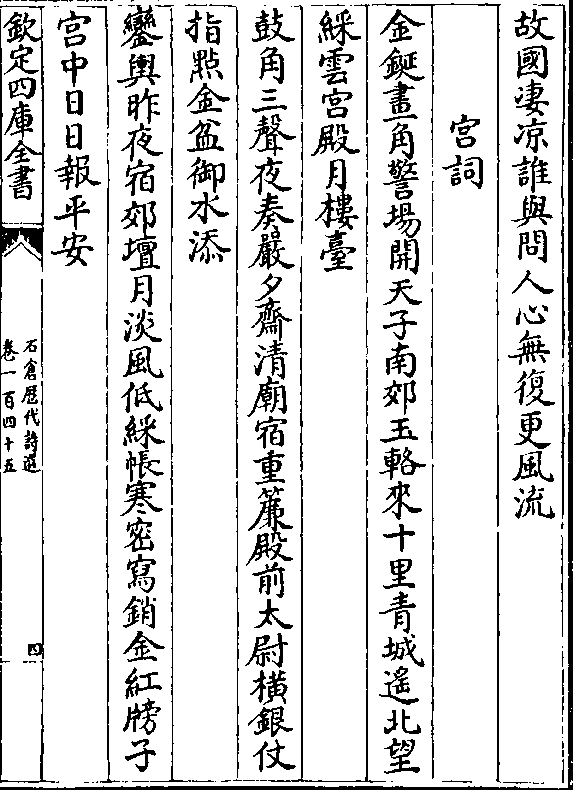 故國凄凉誰與問人心無復更風流
宫詞
金鋋畫角警塲開天子南郊玉輅來十里青城遙北望
綵雲宫殿月樓臺
鼓角三聲夜奏嚴夕齋清廟宿重簾殿前太尉橫銀仗
指㸃金盆御水添
鑾輿昨夜宿郊壇月淡風低綵帳寒密寫銷金紅牓子
宫中日日報平安
欽定四庫全書
石倉歷代詩選
卷一百四十五
四